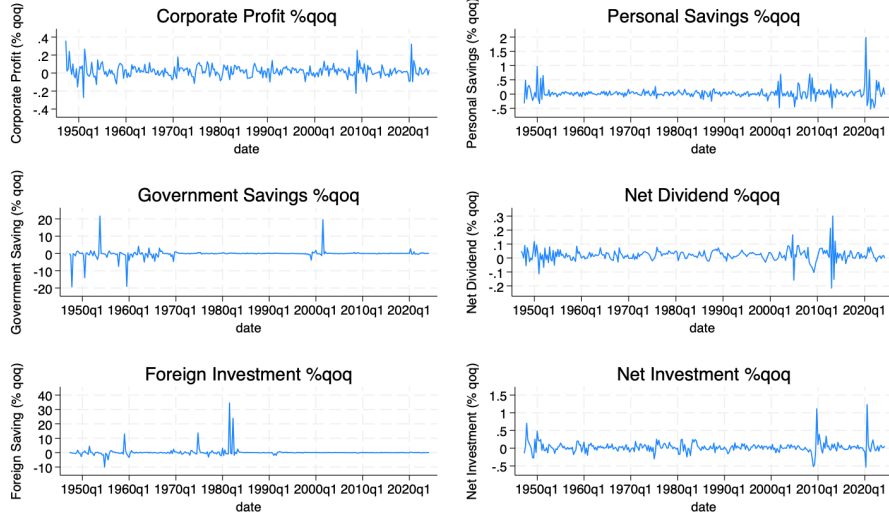 Corporate Profit %qoq
Corporate Profit (% qoq)
.4
.2
0
-.2
-.4
1950q1 1960q1 1970q1 1980q1 1990q1 2000q1 2010q1 2020q1
date
Personal Savings %qoq
Personal Savings (% qoq)
2
1.5
1
.5
0
-.5
1950q1 1960q1 1970q1 1980q1 1990q1 2000q1 2010q1 2020q1
date
Government Savings %qoq
Government Saving (% qoq)
20
10
0
-10
-20
1950q1 1960q1 1970q1 1980q1 1990q1 2000q1 2010q1 2020q1
date
Net Dividend %qoq
Net Dividend (% qoq)
.3
.2
.1
0
-.1
-.2
1950q1 1960q1 1970q1 1980q1 1990q1 2000q1 2010q1 2020q1
date
Foreign Investment %qoq
Foreign Saving (% qoq)
40
30
20
10
0
-10
1950q1 1960q1 1970q1 1980q1 1990q1 2000q1 2010q1 2020q1
date
Net Investment %qoq
Net Investment (% qoq)
1.5
1
.5
0
-.5
1950q1 1960q1 1970q1 1980q1 1990q1 2000q1 2010q1 2020q1
date